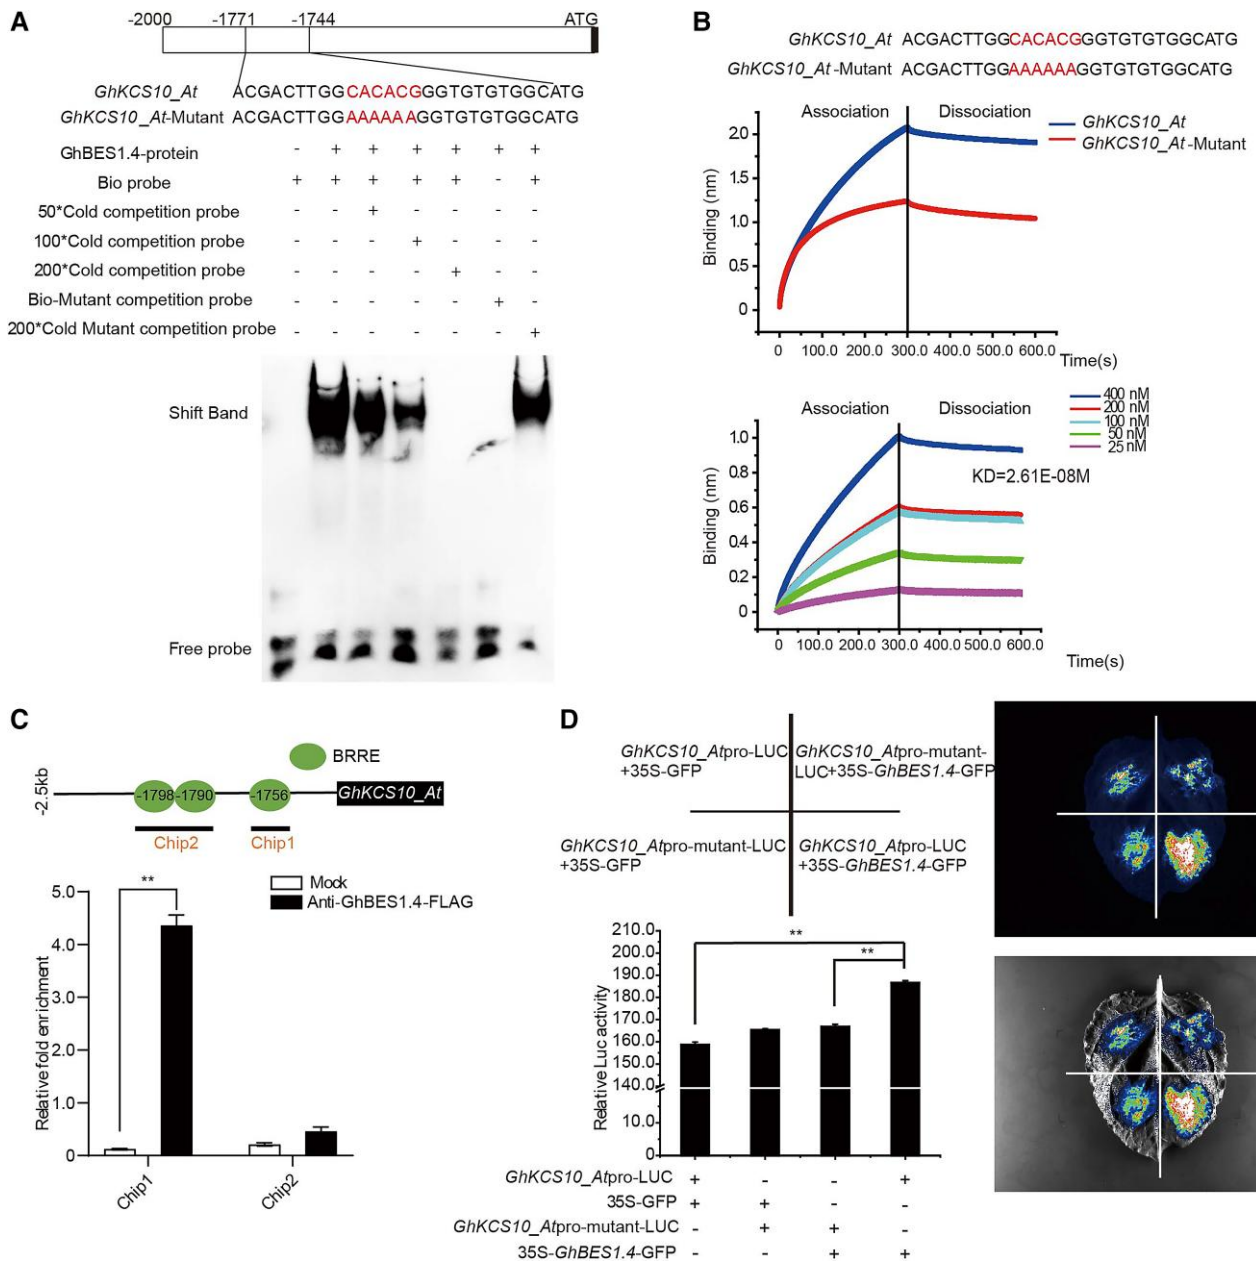 A
-2000 -1771 -1744 ATG
GhKCS10_At ACGACTTGGCACACGGGTGTGTGGCATG
GhKCS10_At-Mutant ACGACTTGGAAAAAAGGTGTGTGGCATG
GhBES1.4-protein - + + + + + +
Bio probe + + + + + - +
50*Cold competition probe - - + - - - -
100*Cold competition probe - - - + - - -
200*Cold competition probe - - - - + - -
Bio-Mutant competition probe - - - - - + -
200*Cold Mutant competition probe - - - - - - +
Shift Band
Free probe
B
GhKCS10_At ACGACTTGGCACACGGGTGTGTGGCATG
GhKCS10_At-Mutant ACGACTTGGAAAAAAGGTGTGTGGCATG
Association Dissociation
GhKCS10_At
GhKCS10_At-Mutant
Binding (nm)
2.0
1.5
1.0
0.5
0
0 100.0 200.0 300.0 400.0 500.0 600.0
Time(s)
Association Dissociation
400 nM
200 nM
100 nM
50 nM
25 nM
KD=2.61E-08M
Binding (nm)
1.0
0.8
0.6
0.4
0.2
0
0 100.0 200.0 300.0 400.0 500.0 600.0
Time(s)
C
BRRE
-2.5kb -1798 -1790 -1756 GhKCS10_At
Chip2 Chip1
Mock
Anti-GhBES1.4-FLAG
**
Relative fold enrichment
5.0
4.0
3.0
2.0
1.0
0
Chip1 Chip2
D
GhKCS10_Atpro-LUC
+35S-GFP
GhKCS10_Atpro-mutant-
LUC+35S-GhBES1.4-GFP
GhKCS10_Atpro-mutant-LUC
+35S-GFP
GhKCS10_Atpro-LUC
+35S-GhBES1.4-GFP
Relative Luc activity
210.0
200.0
190.0
180.0
170.0
160.0
150.0
140.0
10.0
0.0
**
**
GhKCS10_Atpro-LUC + - - +
35S-GFP + + - -
GhKCS10_Atpro-mutant-LUC - + + -
35S-GhBES1.4-GFP - - + +